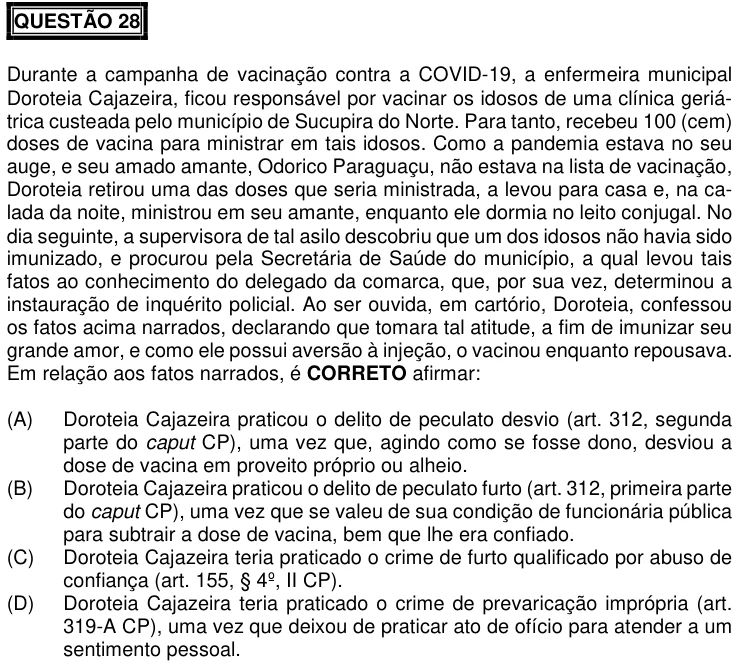 QUESTÃO 28
Durante a campanha de vacinação contra a COVID-19, a enfermeira municipal
Doroteia Cajazeira, ficou responsável por vacinar os idosos de uma clínica geriá-
trica custeada pelo município de Sucupira do Norte. Para tanto, recebeu 100 (cem)
doses de vacina para ministrar em tais idosos. Como a pandemia estava no seu
auge, e seu amado amante, Odorico Paraguaçu, não estava na lista de vacinação,
Doroteia retirou uma das doses que seria ministrada, a levou para casa e, na ca-
lada da noite, ministrou em seu amante, enquanto ele dormia no leito conjugal. No
dia seguinte, a supervisora de tal asilo descobriu que um dos idosos não havia sido
imunizado, e procurou pela Secretária de Saúde do município, a qual levou tais
fatos ao conhecimento do delegado da comarca, que, por sua vez, determinou a
instauração de inquérito policial. Ao ser ouvida, em cartório, Doroteia, confessou
os fatos acima narrados, declarando que tomara tal atitude, a fim de imunizar seu
grande amor, e como ele possui aversão à injeção, o vacinou enquanto repousava.
Em relação aos fatos narrados, é CORRETO afirmar:
(A) Doroteia Cajazeira praticou o delito de peculato desvio (art. 312, segunda
parte do caput CP), uma vez que, agindo como se fosse dono, desviou a
dose de vacina em proveito próprio ou alheio.
(B) Doroteia Cajazeira praticou o delito de peculato furto (art. 312, primeira parte
do caput CP), uma vez que se valeu de sua condição de funcionária pública
para subtrair a dose de vacina, bem que lhe era confiado.
(C) Doroteia Cajazeira teria praticado o crime de furto qualificado por abuso de
confiança (art. 155, § 4º, II CP).
(D) Doroteia Cajazeira teria praticado o crime de prevaricação imprópria (art.
319-A CP), uma vez que deixou de praticar ato de ofício para atender a um
sentimento pessoal.